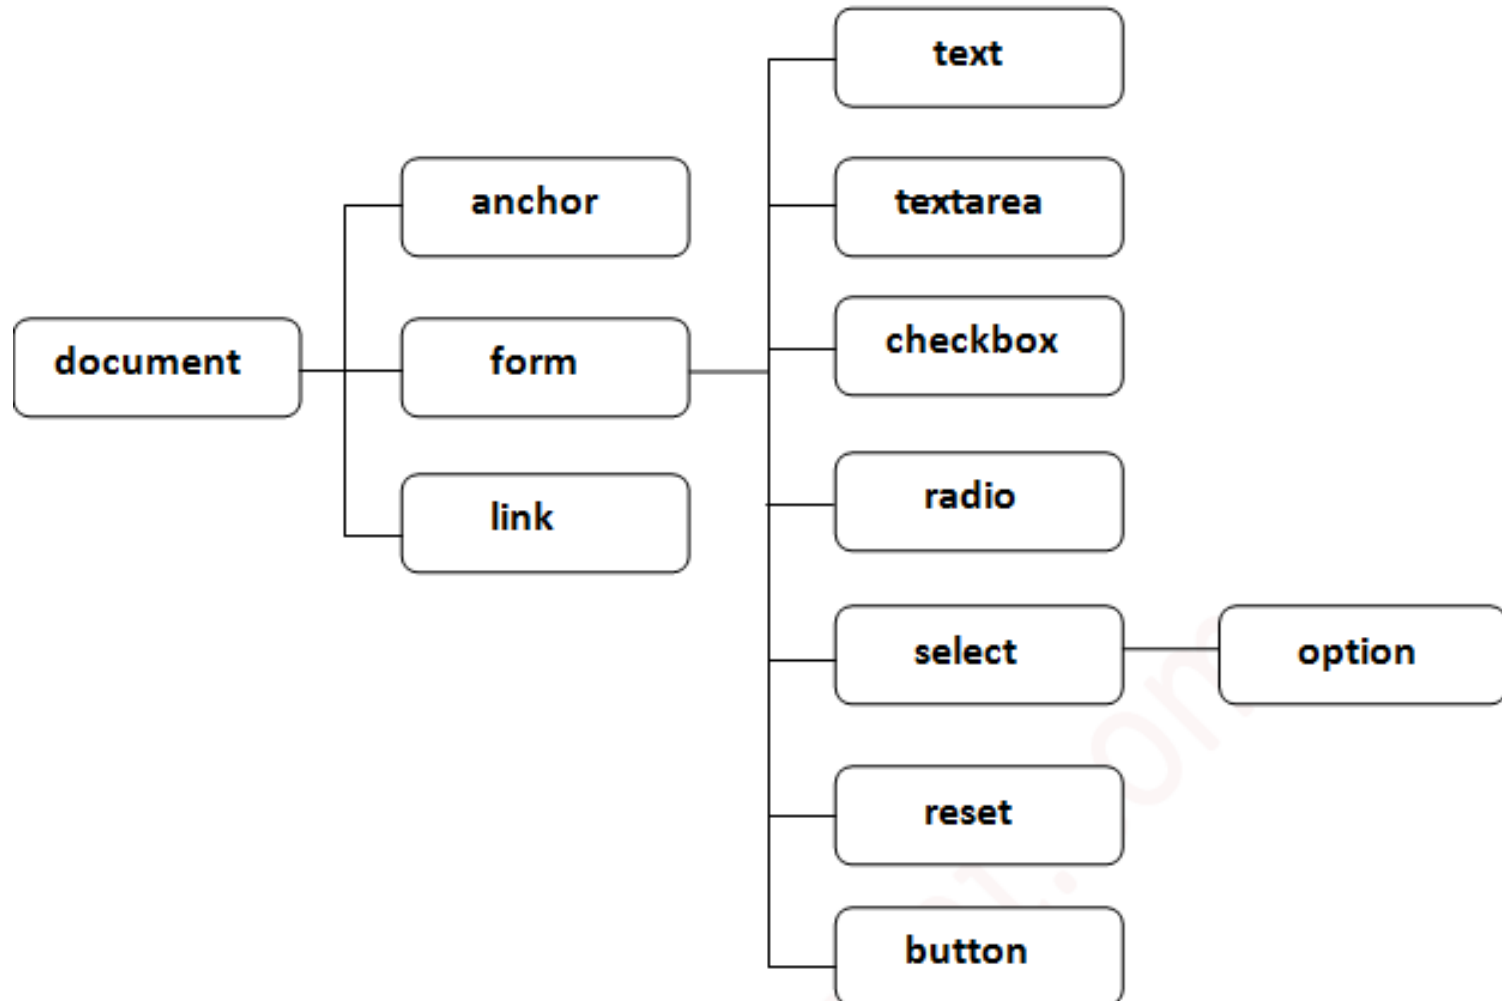 document
anchor
form
link
text
textarea
checkbox
radio
select
option
reset
button